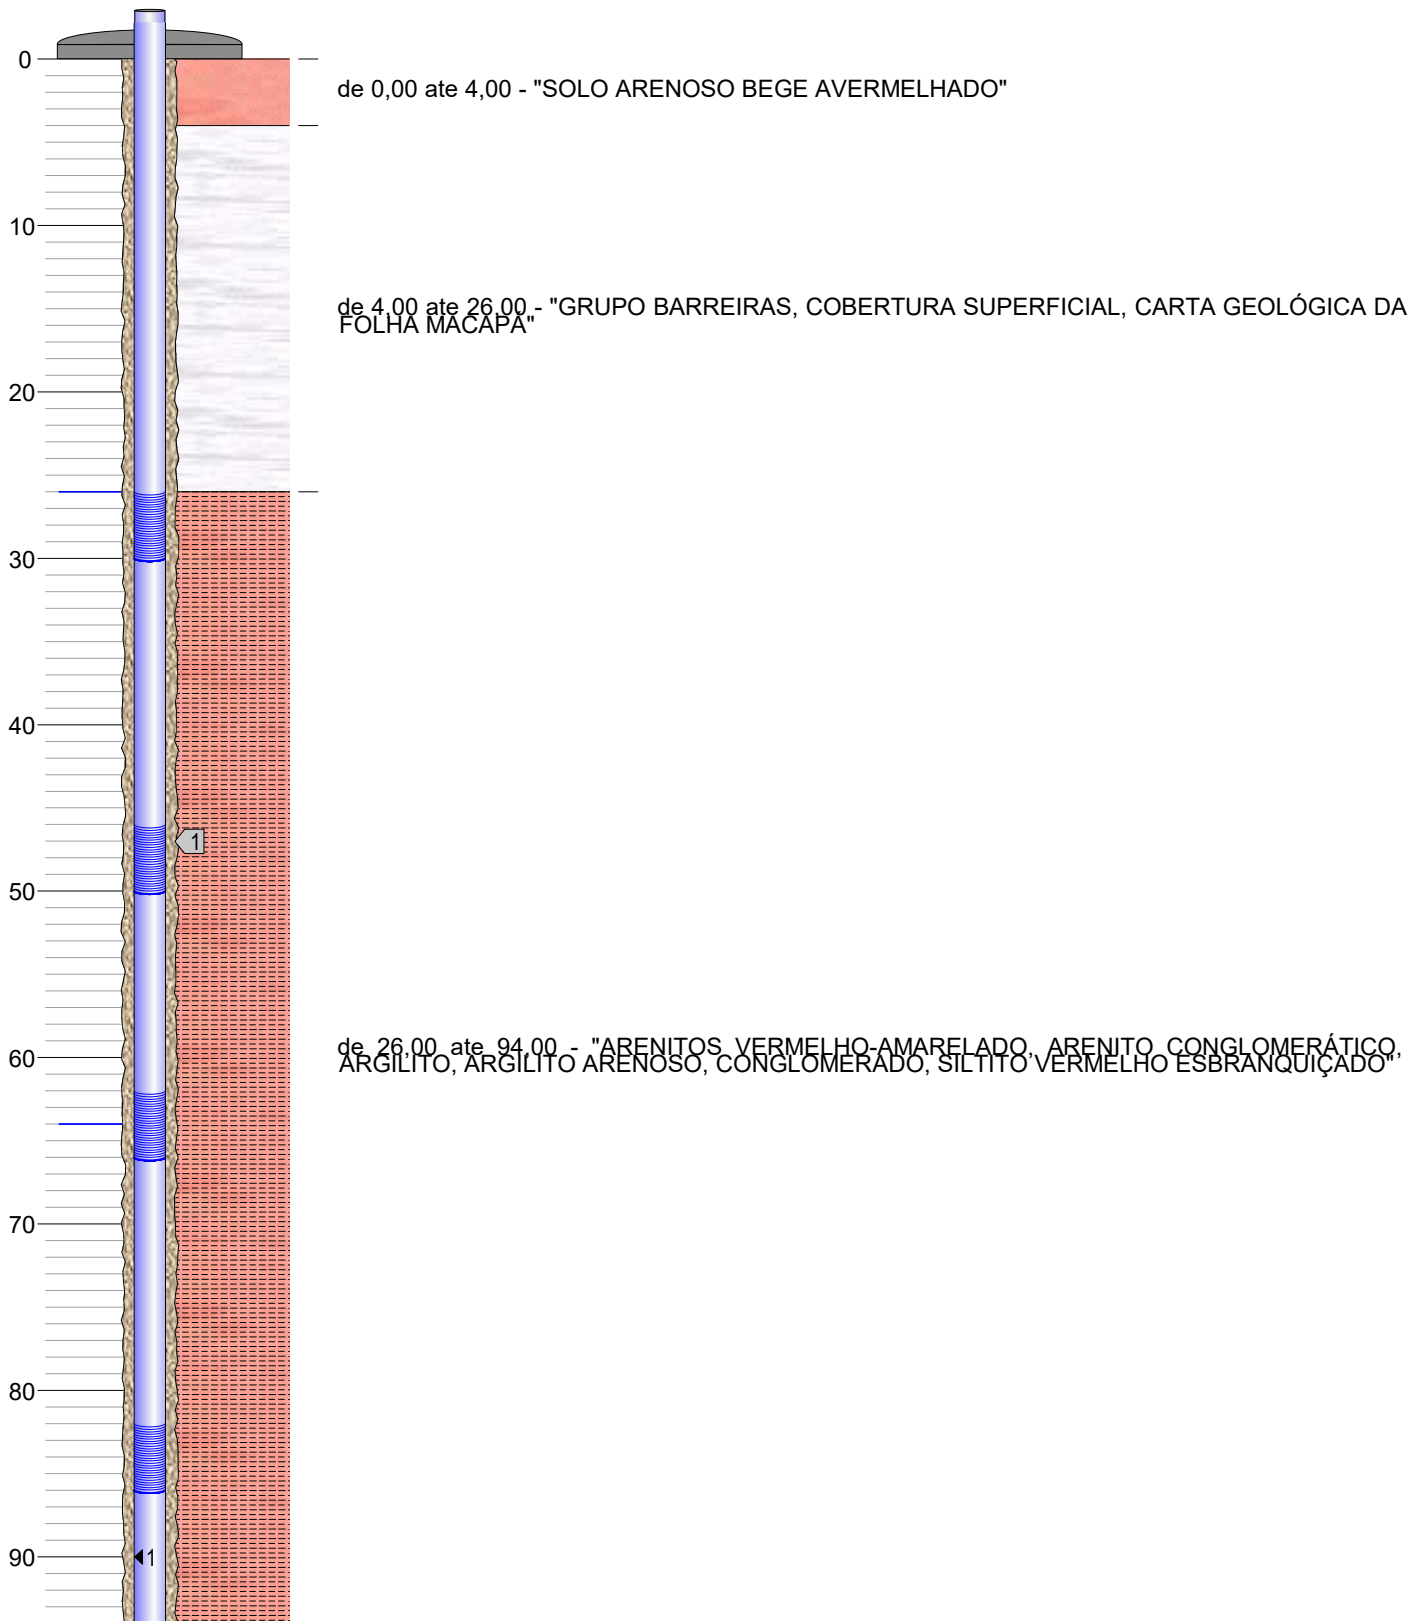 0
de 0,00 ate 4,00 - "SOLO ARENOSO BEGE AVERMELHADO"
10
de 4,00 ate 26,00 - "GRUPO BARREIRAS, COBERTURA SUPERFICIAL, CARTA GEOLÓGICA DA
FOLHA MACAPÁ"
20
30
40
1
50
de 26,00 ate 94,00 - "ARENITOS VERMELHO-AMARELADO, ARENITO CONGLOMERÁTICO,
ARGILITO, ARGILITO ARENOSO, CONGLOMERADO, SILTITO VERMELHO ESBRANQUIÇADO"
60
70
80
90
1